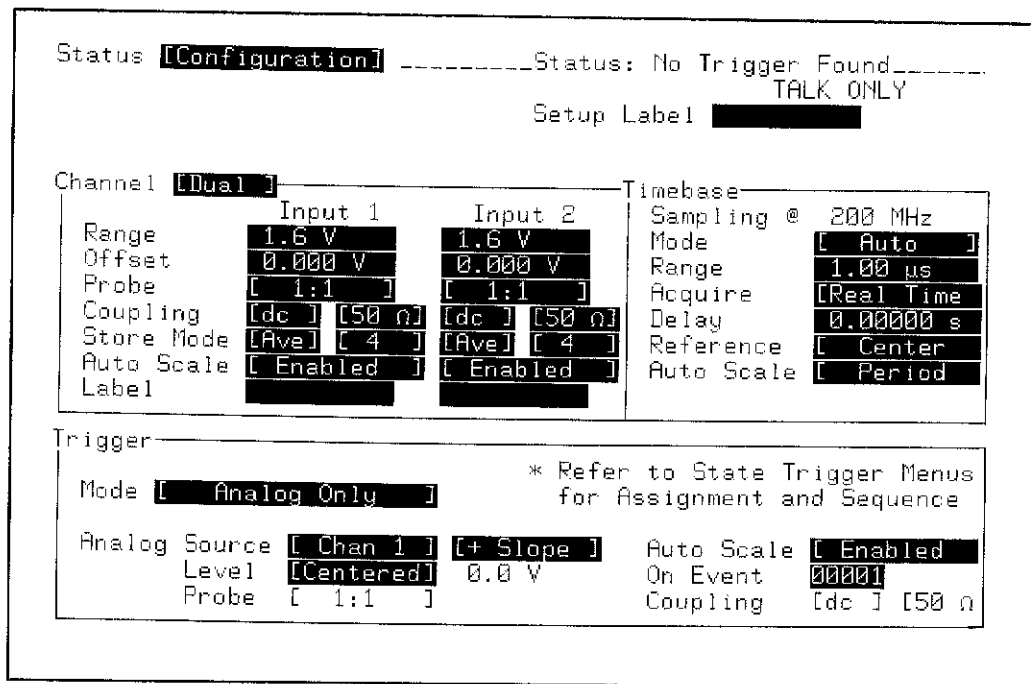 Status [Configuration] _________Status: No Trigger Found______
TALK ONLY
Setup Label
Channel [Dual ] Timebase
Input 1 Input 2 Sampling @ 200 MHz
Range 1.6 V 1.6 V Mode [ Auto ]
Offset 0.000 V 0.000 V Range 1.00 µs
Probe [ 1:1 ] [ 1:1 ] Acquire [Real Time
Coupling [dc ] [50 Ω] [dc ] [50 Ω] Delay 0.00000 s
Store Mode [Ave] [ 4 ] [Ave] [ 4 ] Reference [ Center
Auto Scale [ Enabled ] [ Enabled ] Auto Scale [ Period
Label
Trigger
* Refer to State Trigger Menus
Mode [ Analog Only ] for Assignment and Sequence
Analog Source [ Chan 1 ] [+ Slope ] Auto Scale [ Enabled
Level [Centered] 0.0 V On Event 00001
Probe [ 1:1 ] Coupling [dc ] [50 Ω